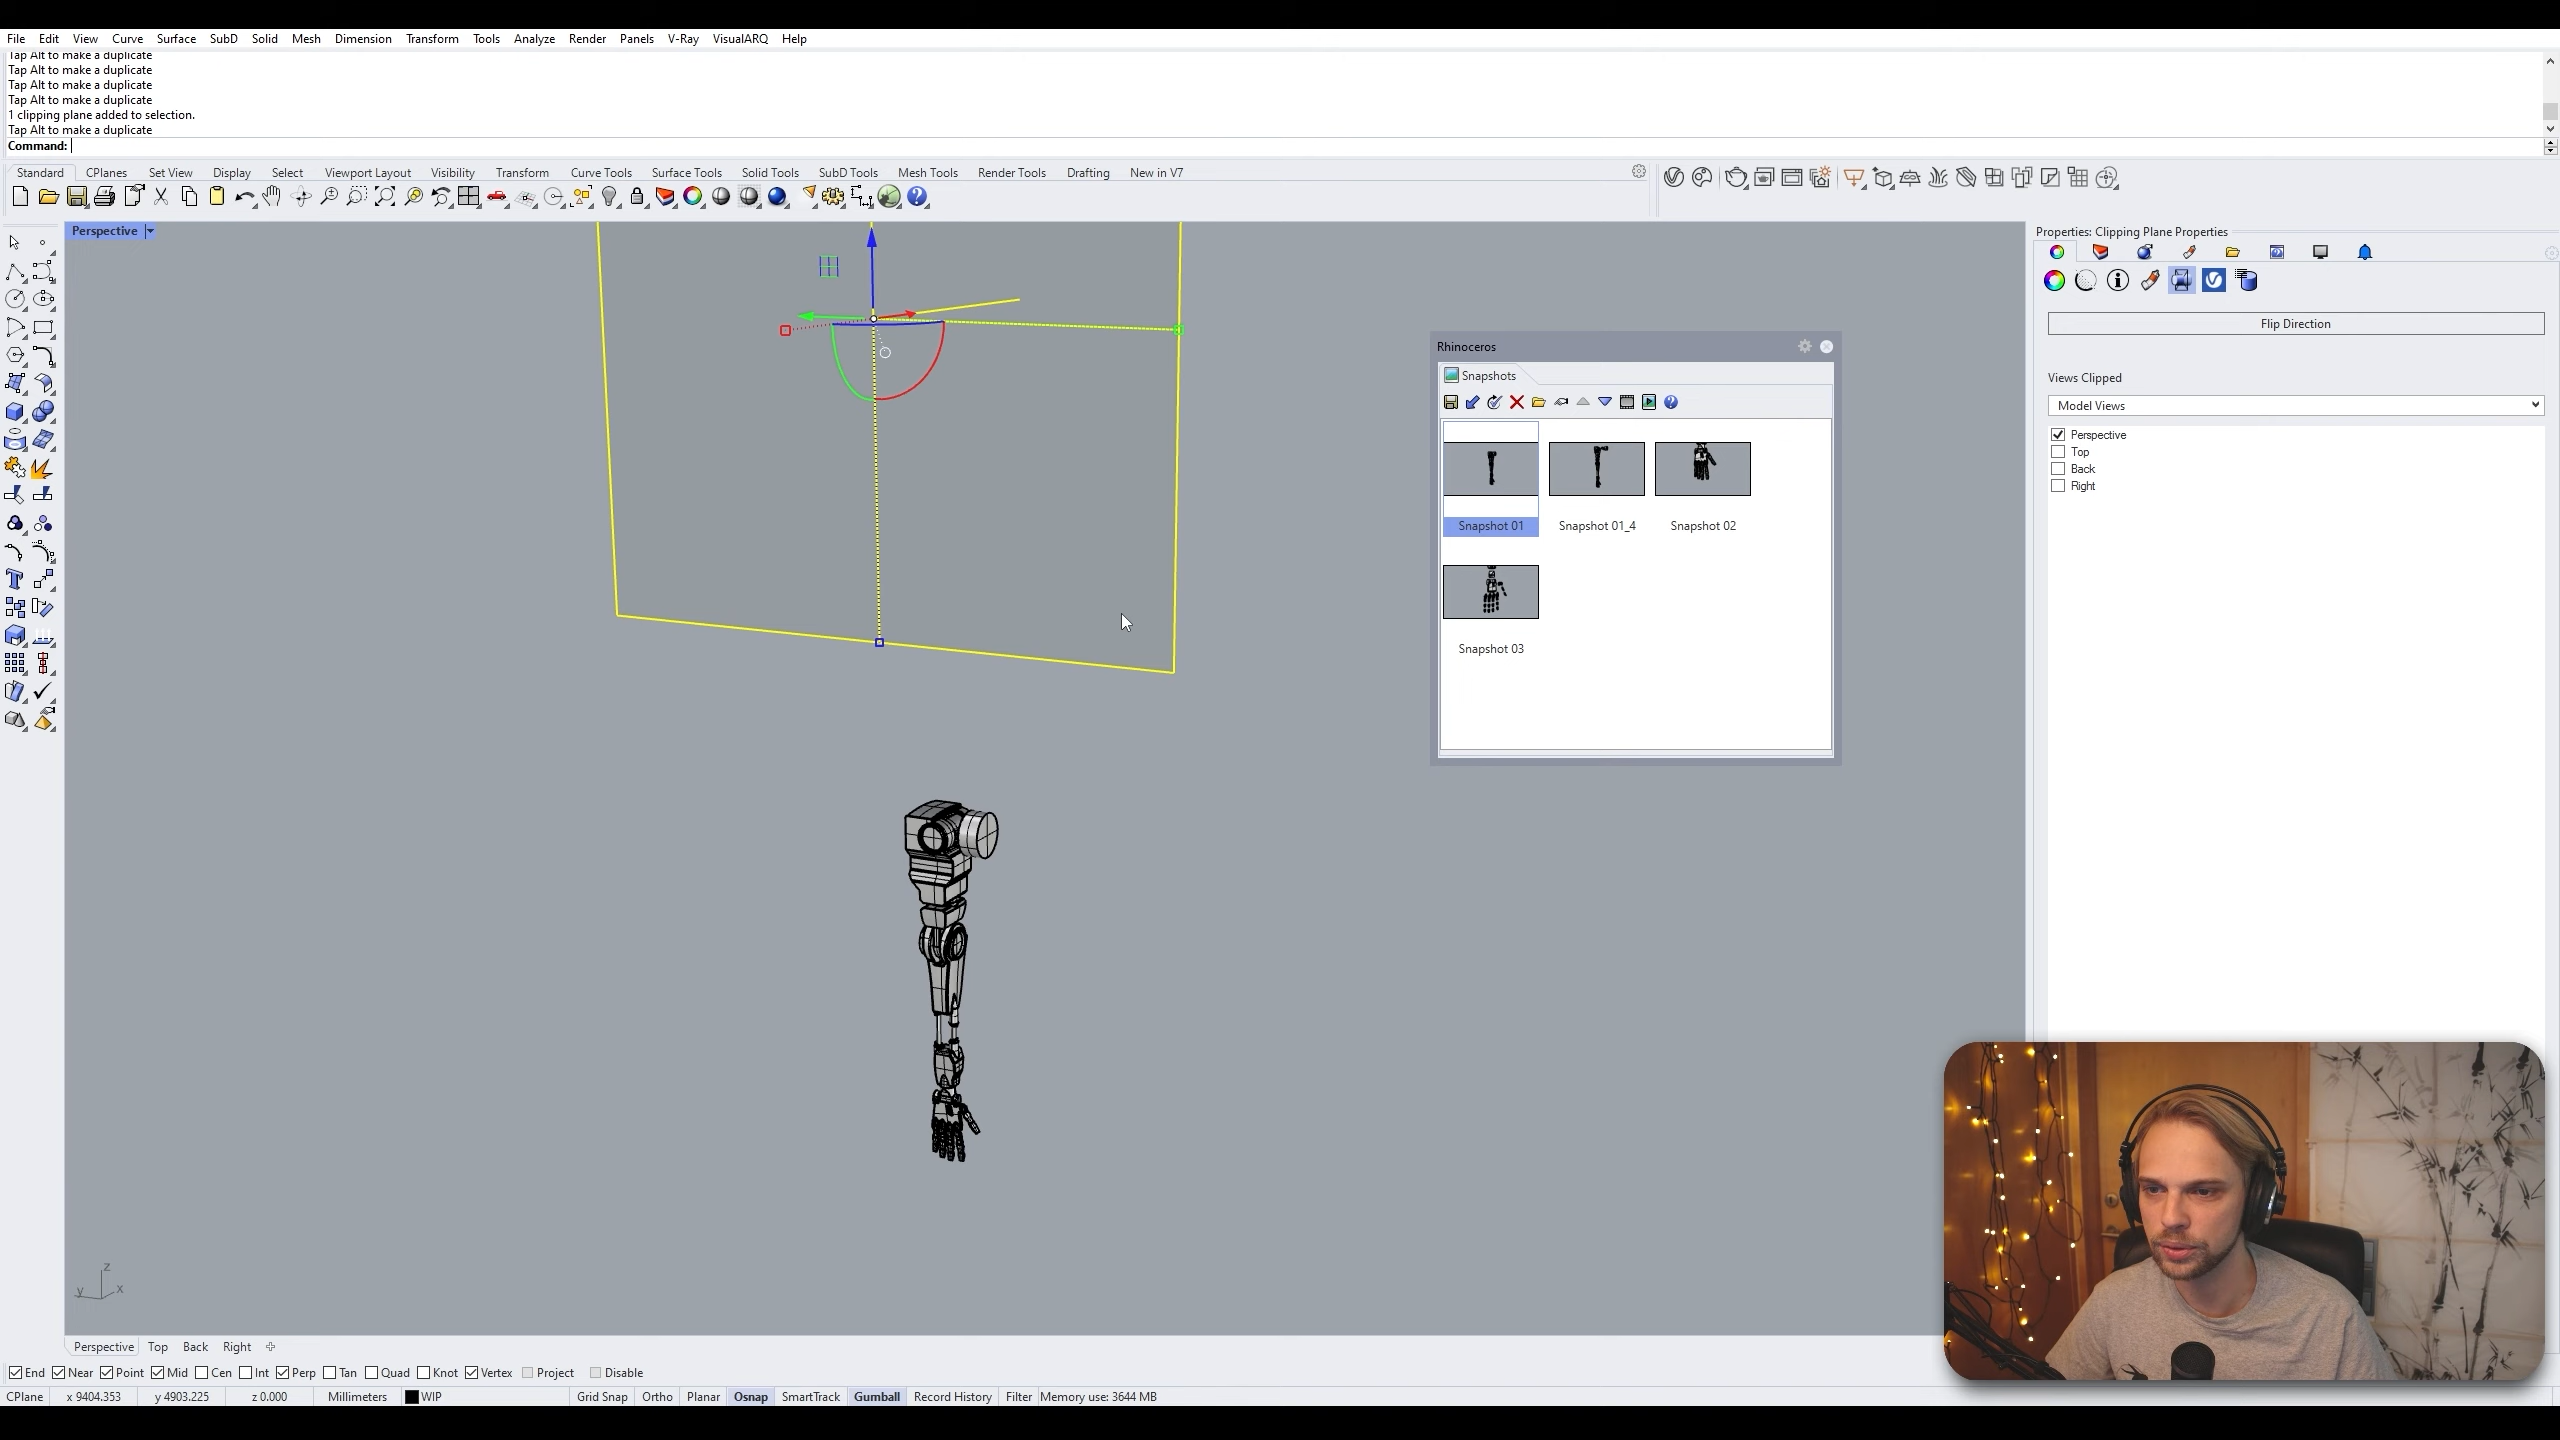 File Edit View Curve Surface SubD Solid Mesh Dimension Transform Tools Analyze Render Panels V-Ray VisualARQ Help
Tap Alt to make a duplicate
Tap Alt to make a duplicate
Tap Alt to make a duplicate
Tap Alt to make a duplicate
1 clipping plane added to selection.
Tap Alt to make a duplicate
Command:
Standard CPlanes Set View Display Select Viewport Layout Visibility Transform Curve Tools Surface Tools Solid Tools SubD Tools Mesh Tools Render Tools Drafting New in V7
Perspective
Properties: Clipping Plane Properties
Flip Direction
Views Clipped
Model Views
Perspective
Top
Back
Right
Rhinoceros
Snapshots
Snapshot 01 Snapshot 01_4 Snapshot 02
Snapshot 03
z
y x
Perspective Top Back Right
End Near Point Mid Cen Int Perp Tan Quad Knot Vertex Project Disable
CPlane x 9404.353 y 4903.225 z 0.000 Millimeters WIP Grid Snap Ortho Planar Osnap SmartTrack Gumball Record History Filter Memory use: 3644 MB